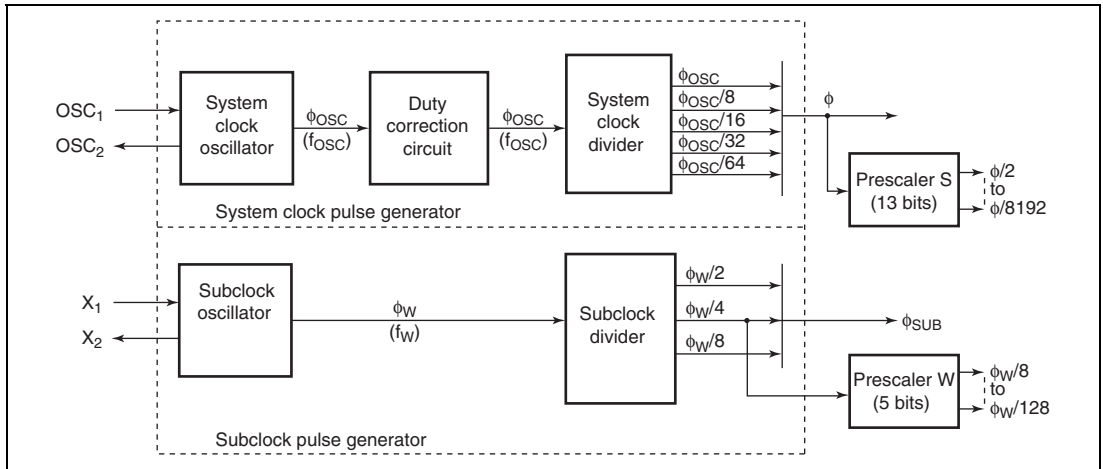 OSC₁
OSC₂
System
clock
oscillator
φOSC
(fOSC)
Duty
correction
circuit
φOSC
(fOSC)
System
clock
divider
φOSC
φOSC/8
φOSC/16
φOSC/32
φOSC/64
φ
Prescaler S
(13 bits)
φ/2
to
φ/8192
System clock pulse generator
X₁
X₂
Subclock
oscillator
φW
(fW)
Subclock
divider
φW/2
φW/4
φW/8
φSUB
Prescaler W
(5 bits)
φW/8
to
φW/128
Subclock pulse generator